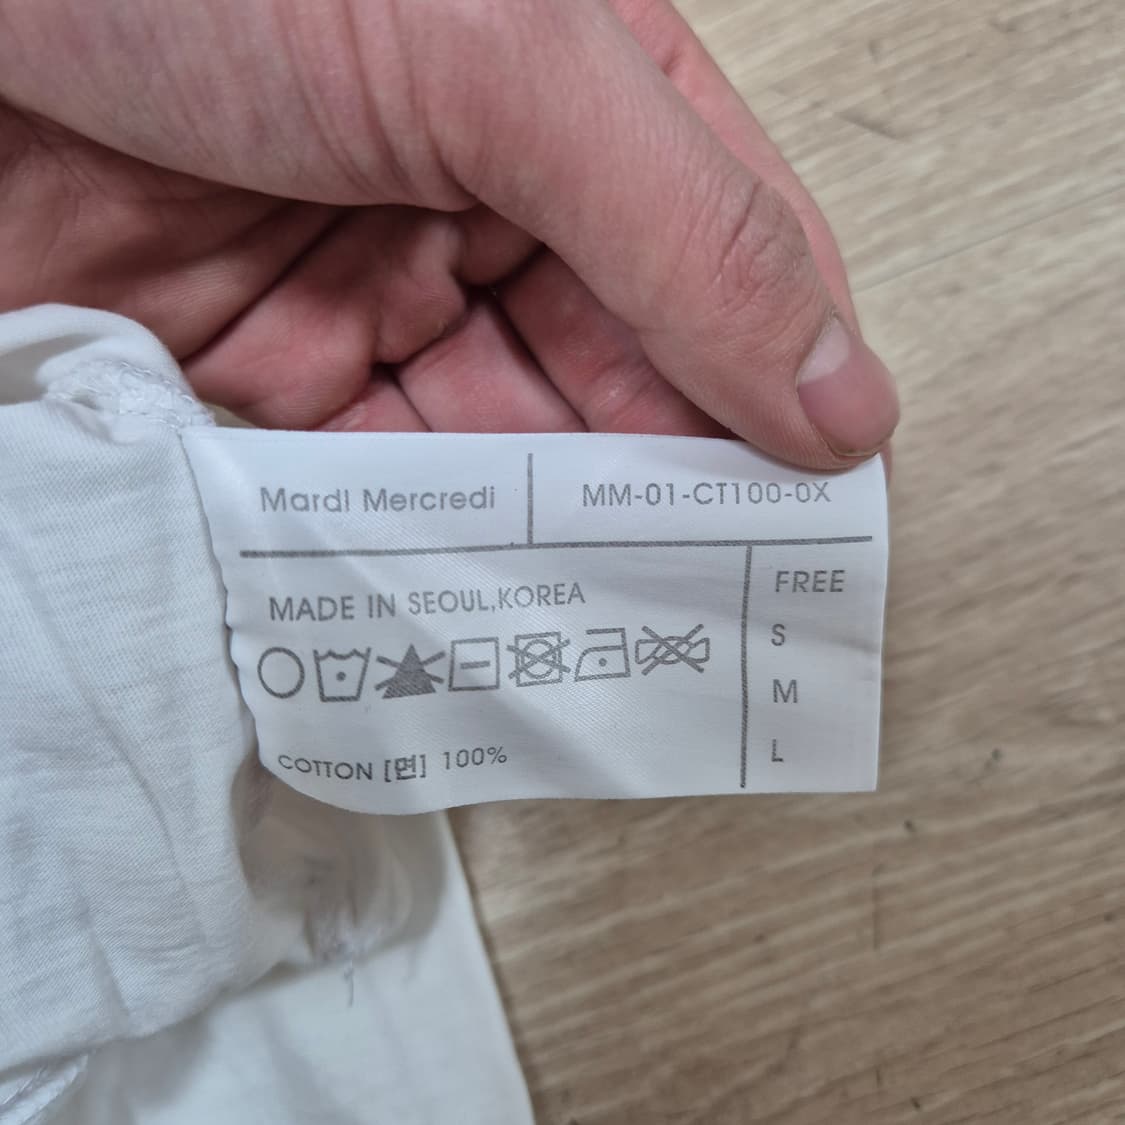 Mardi Mercredi
MM-01-CT100-0X
MADE IN SEOUL,KOREA
FREE
S
M
L
COTTON [면] 100%